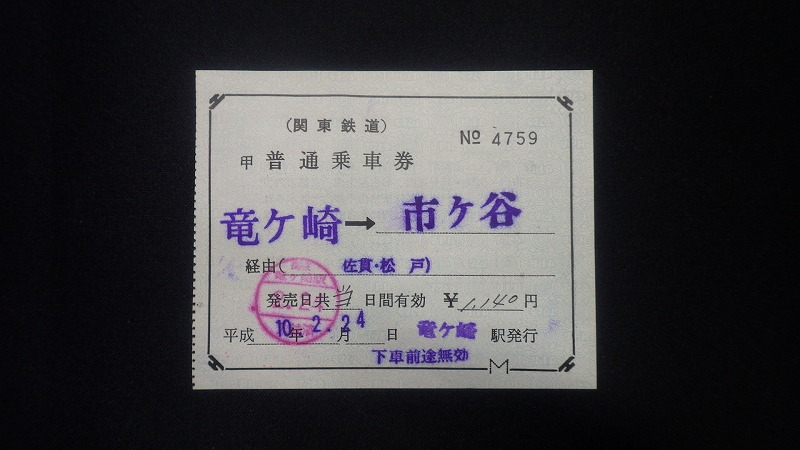 (関東鉄道)
№ 4759
甲 普通乗車券
竜ケ崎→市ケ谷
経由(佐貫・松戸)
発売日共当日間有効 ¥1,140円
平成10年2.月24日 竜ケ崎駅発行
下車前途無効
M